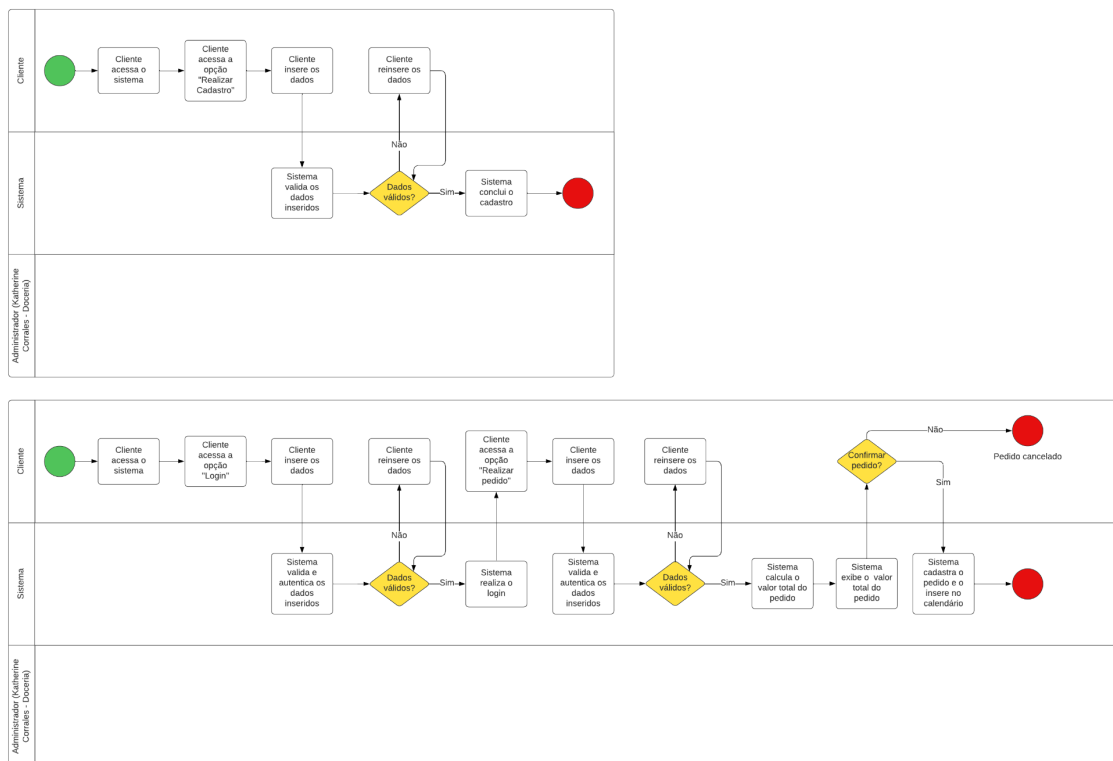 Cliente
Cliente
acessa o
sistema
Cliente
acessa a
opção
"Realizar
Cadastro"
Cliente
insere os
dados
Cliente
reinsere os
dados
Não
Sistema
Sistema
valida os
dados
inseridos
Dados
válidos?
Sim
Sistema
conclui o
cadastro
Administrador (Katherine
Corrales - Doceria)
Cliente
Cliente
acessa o
sistema
Cliente
acessa a
opção
"Login"
Cliente
insere os
dados
Cliente
reinsere os
dados
Cliente
acessa a
opção
"Realizar
pedido"
Cliente
insere os
dados
Cliente
reinsere os
dados
Confirmar
pedido?
Não
Pedido cancelado
Sim
Não
Não
Sistema
Sistema
valida e
autentica os
dados
inseridos
Dados
válidos?
Sim
Sistema
realiza o
login
Sistema
valida e
autentica os
dados
inseridos
Dados
válidos?
Sim
Sistema
calcula o
valor total do
pedido
Sistema
exibe o valor
total do
pedido
Sistema
cadastra o
pedido e o
insere no
calendário
Administrador (Katherine
Corrales - Doceria)